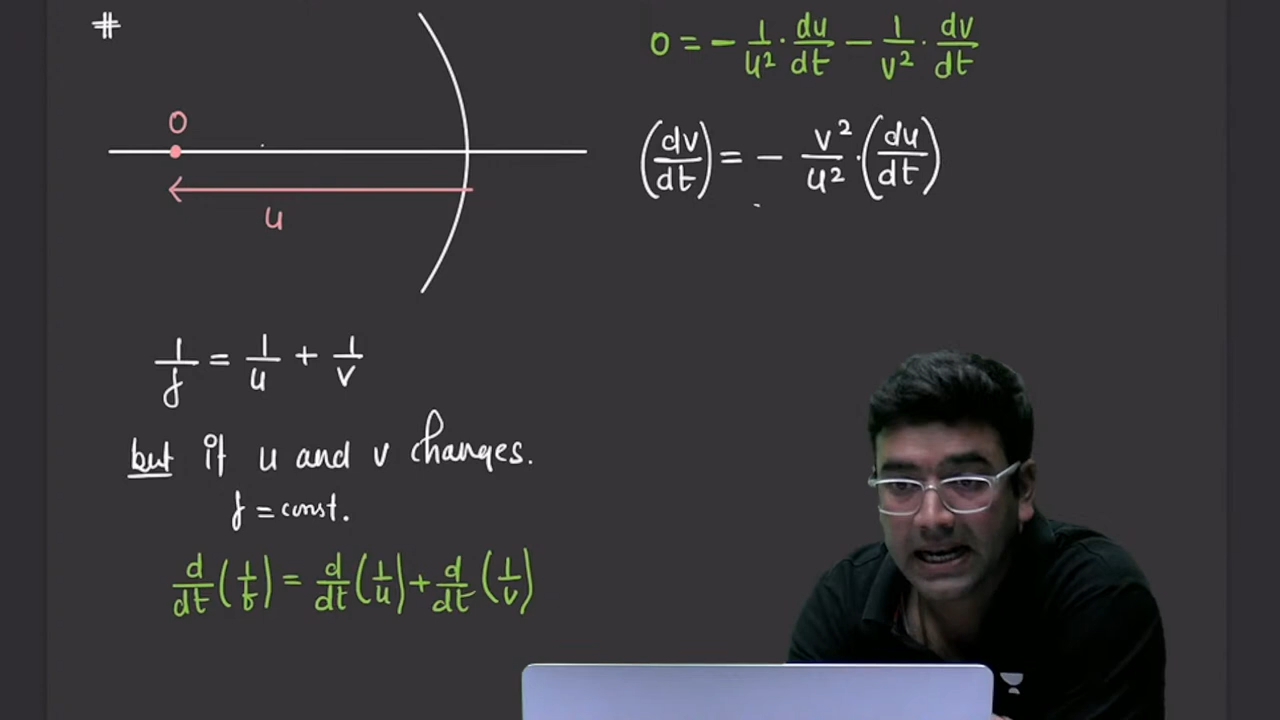 #
O
u
1/f = 1/u + 1/v
but if u and v changes.
f = const.
d/dt (1/f) = d/dt (1/u) + d/dt (1/v)
0 = - 1/u² · du/dt - 1/v² · dv/dt
(dv/dt) = - v²/u² · (du/dt)